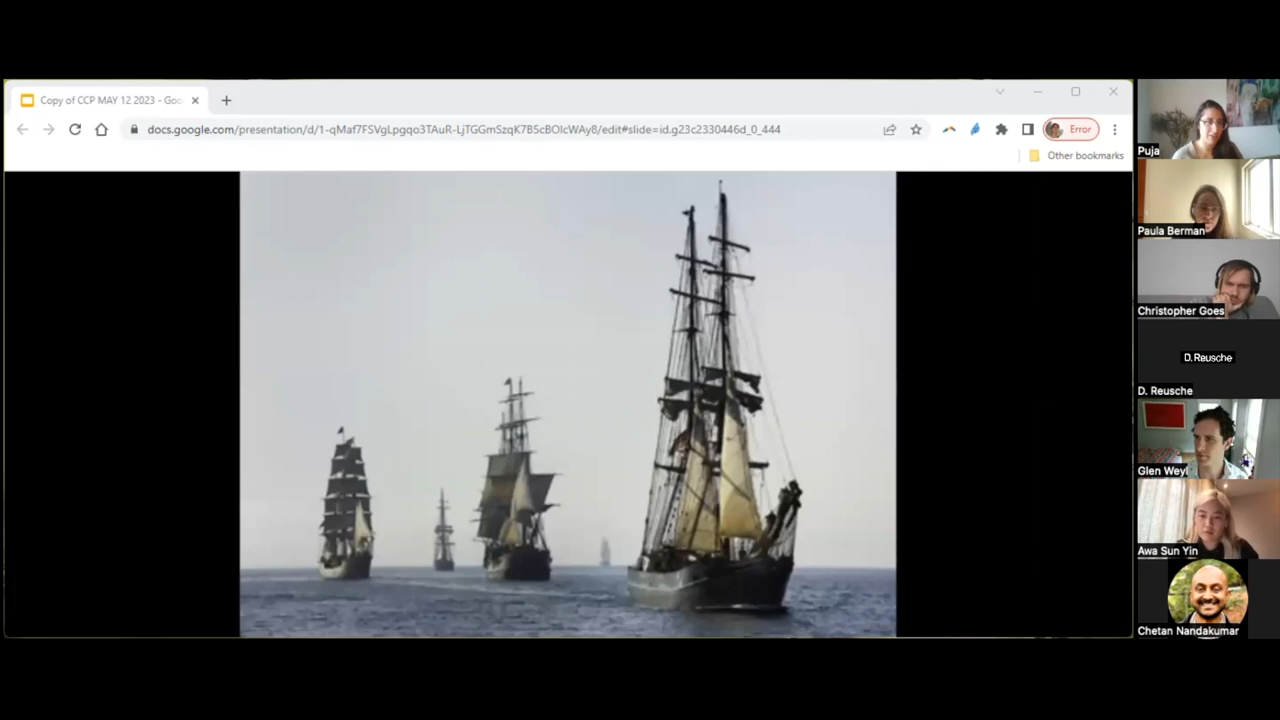 Copy of CCP MAY 12 2023 - Goo
docs.google.com/presentation/d/1-qMaf7FSVgLpgqo3TAuR-LjTGGmSzqK7B5cBOlcWAy8/edit#slide=id.g23c2330446d_0_444
Error
Other bookmarks
Puja
Paula Berman
Christopher Goes
D. Reusche
D. Reusche
Glen Weyl
Awa Sun Yin
Chetan Nandakumar